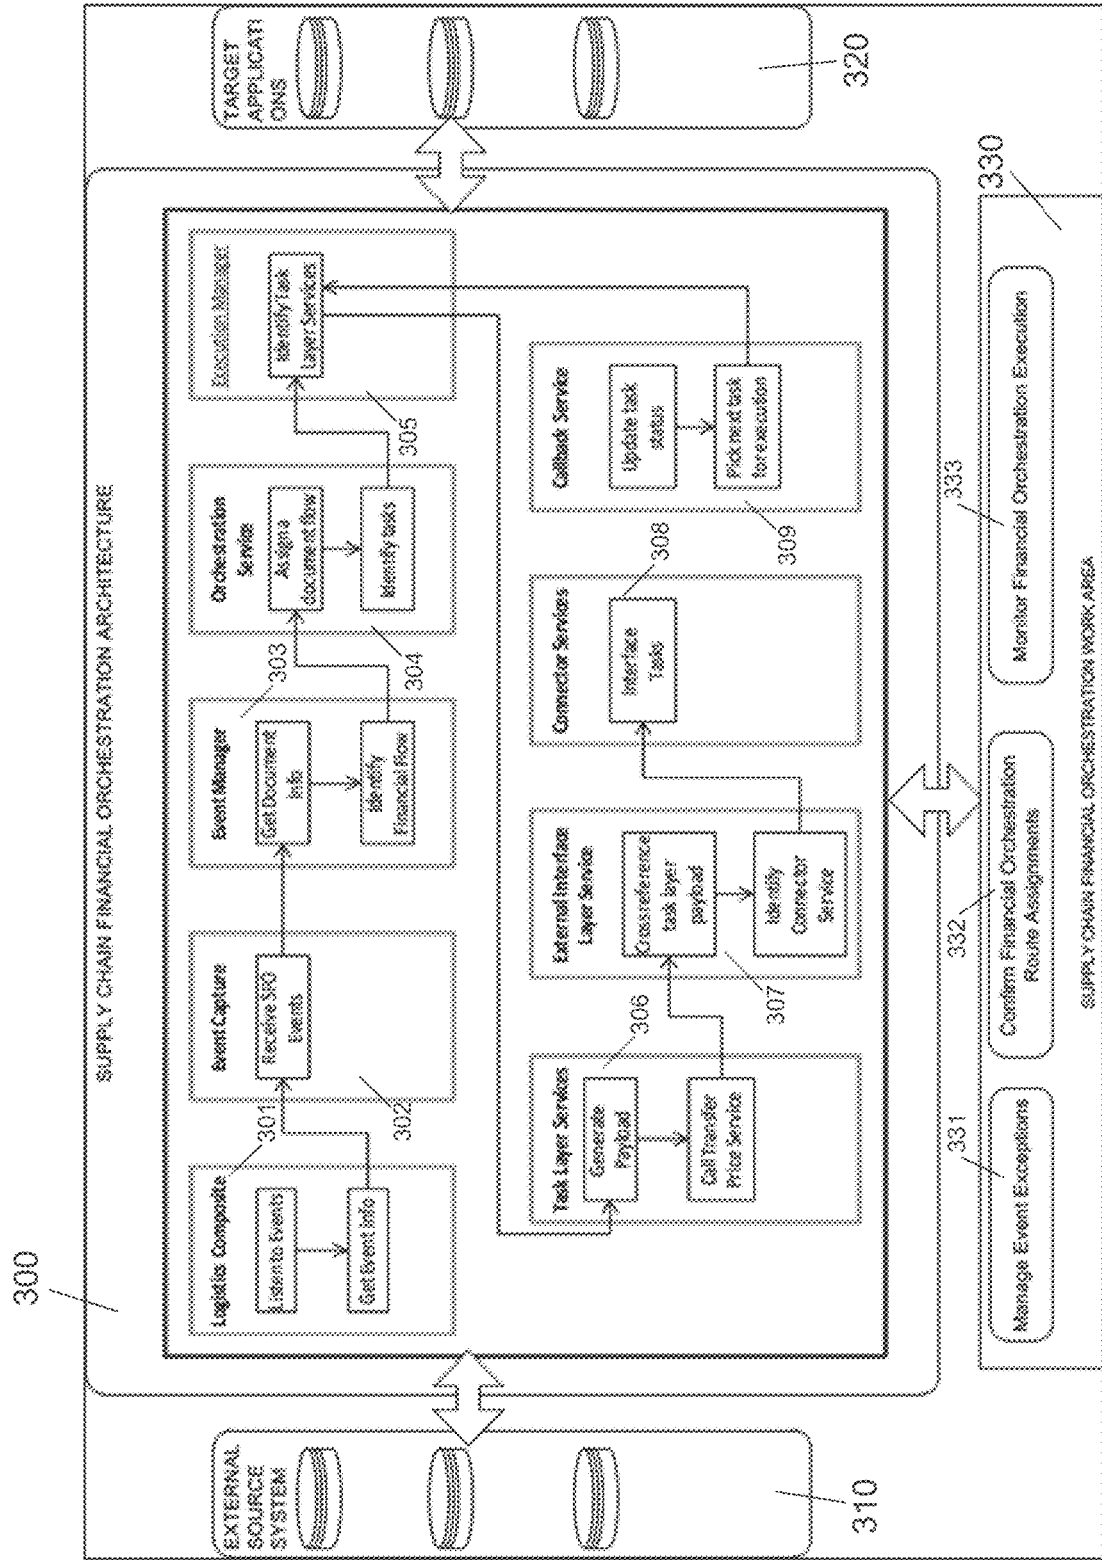 300
SUPPLY CHAIN FINANCIAL ORCHESTRATION ARCHITECTURE
EXTERNAL
SOURCE
SYSTEM
310
Logistics Composite
301
Listen to Events
Get Event Info
Event Capture
Receive SFO
Events
302
Event Manager
303
Get Document
Info
Identify
Financial Flow
Orchestration
Service
Assign a
document flow
Identify tasks
304
Execution Manager
Identify Task
Layer Services
305
TARGET
APPLICATI
ONS
320
Task Layer Services
306
Generate
Payload
Call Transfer
Price Service
External Interface
Layer Service
Cross reference
task layer
payload
Identify
Connector
Service
307
Connector Services
308
Interface
Tasks
Callback Service
Update task
status
Pick next task
for execution
309
331
332
333
330
Manage Event Exceptions
Confirm Financial Orchestration
Route Assignments
Monitor Financial Orchestration Execution
SUPPLY CHAIN FINANCIAL ORCHESTRATION WORK AREA